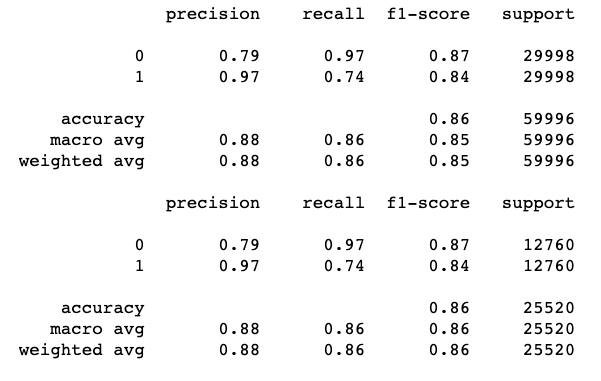 precision recall f1-score support
0 0.79 0.97 0.87 29998
1 0.97 0.74 0.84 29998
accuracy 0.86 59996
macro avg 0.88 0.86 0.85 59996
weighted avg 0.88 0.86 0.85 59996
precision recall f1-score support
0 0.79 0.97 0.87 12760
1 0.97 0.74 0.84 12760
accuracy 0.86 25520
macro avg 0.88 0.86 0.86 25520
weighted avg 0.88 0.86 0.86 25520